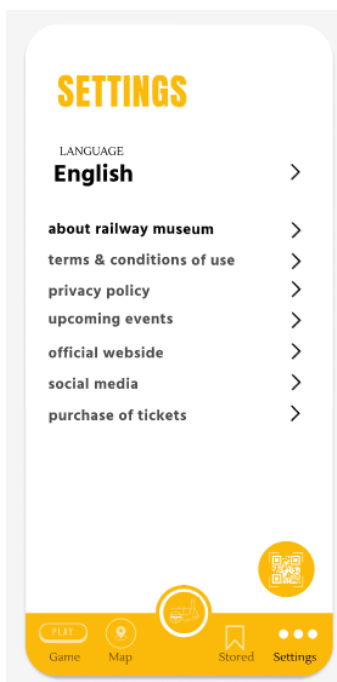 SETTINGS
LANGUAGE
English
about railway museum
terms & conditions of use
privacy policy
upcoming events
official webside
social media
purchase of tickets
PLAY
Game Map Stored Settings